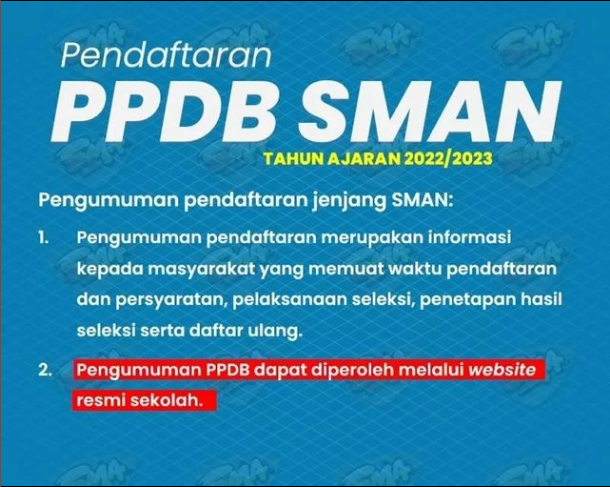 Pendaftaran
PPDB SMAN
TAHUN AJARAN 2022/2023
Pengumuman pendaftaran jenjang SMAN:
1. Pengumuman pendaftaran merupakan informasi
kepada masyarakat yang memuat waktu pendaftaran
dan persyaratan, pelaksanaan seleksi, penetapan hasil
seleksi serta daftar ulang.
2. Pengumuman PPDB dapat diperoleh melalui website
resmi sekolah.